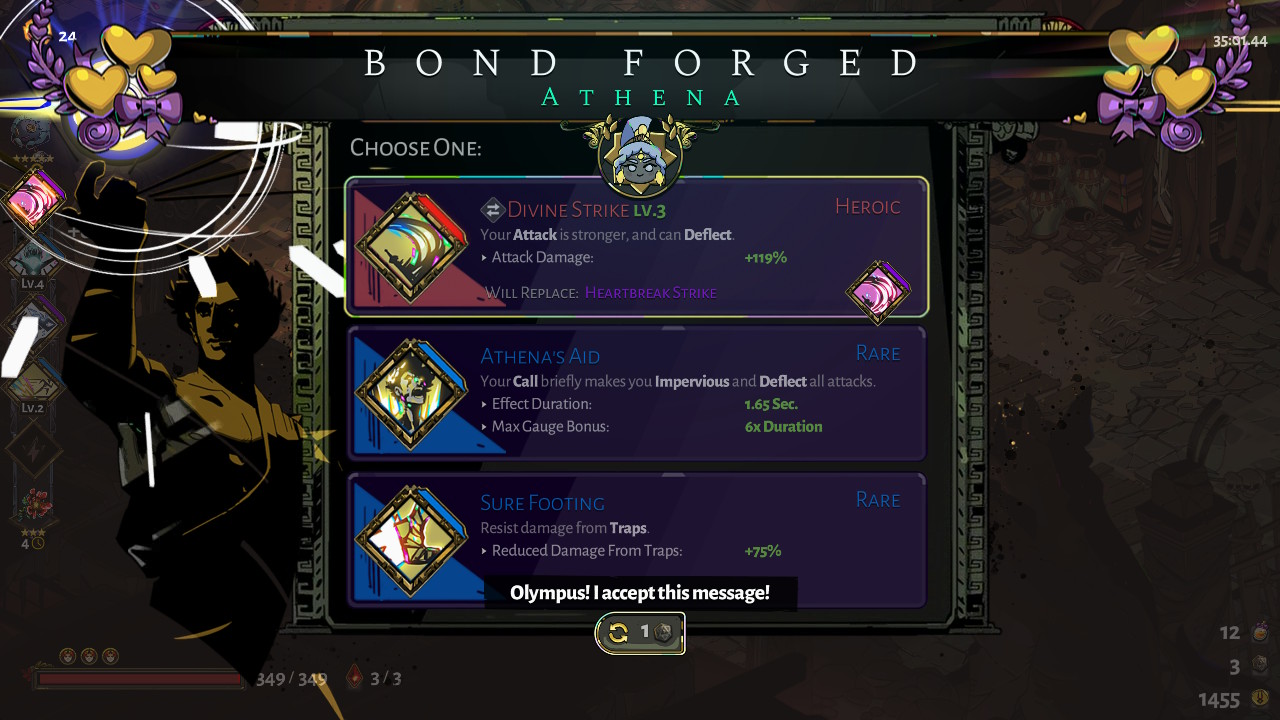 24
BOND FORGED
35:01.44
ATHENA
CHOOSE ONE:
DIVINE STRIKE LV.3
HEROIC
Your Attack is stronger, and can Deflect.
Attack Damage: +119%
WILL REPLACE: HEARTBREAK STRIKE
Lv.4
ATHENA'S AID
RARE
Your Call briefly makes you Impervious and Deflect all attacks.
Effect Duration: 1.65 Sec.
Max Gauge Bonus: 6x Duration
Lv.2
SURE FOOTING
RARE
Resist damage from Traps.
Reduced Damage From Traps: +75%
4
Olympus! I accept this message!
1
12
3
349 / 349
3 / 3
1455